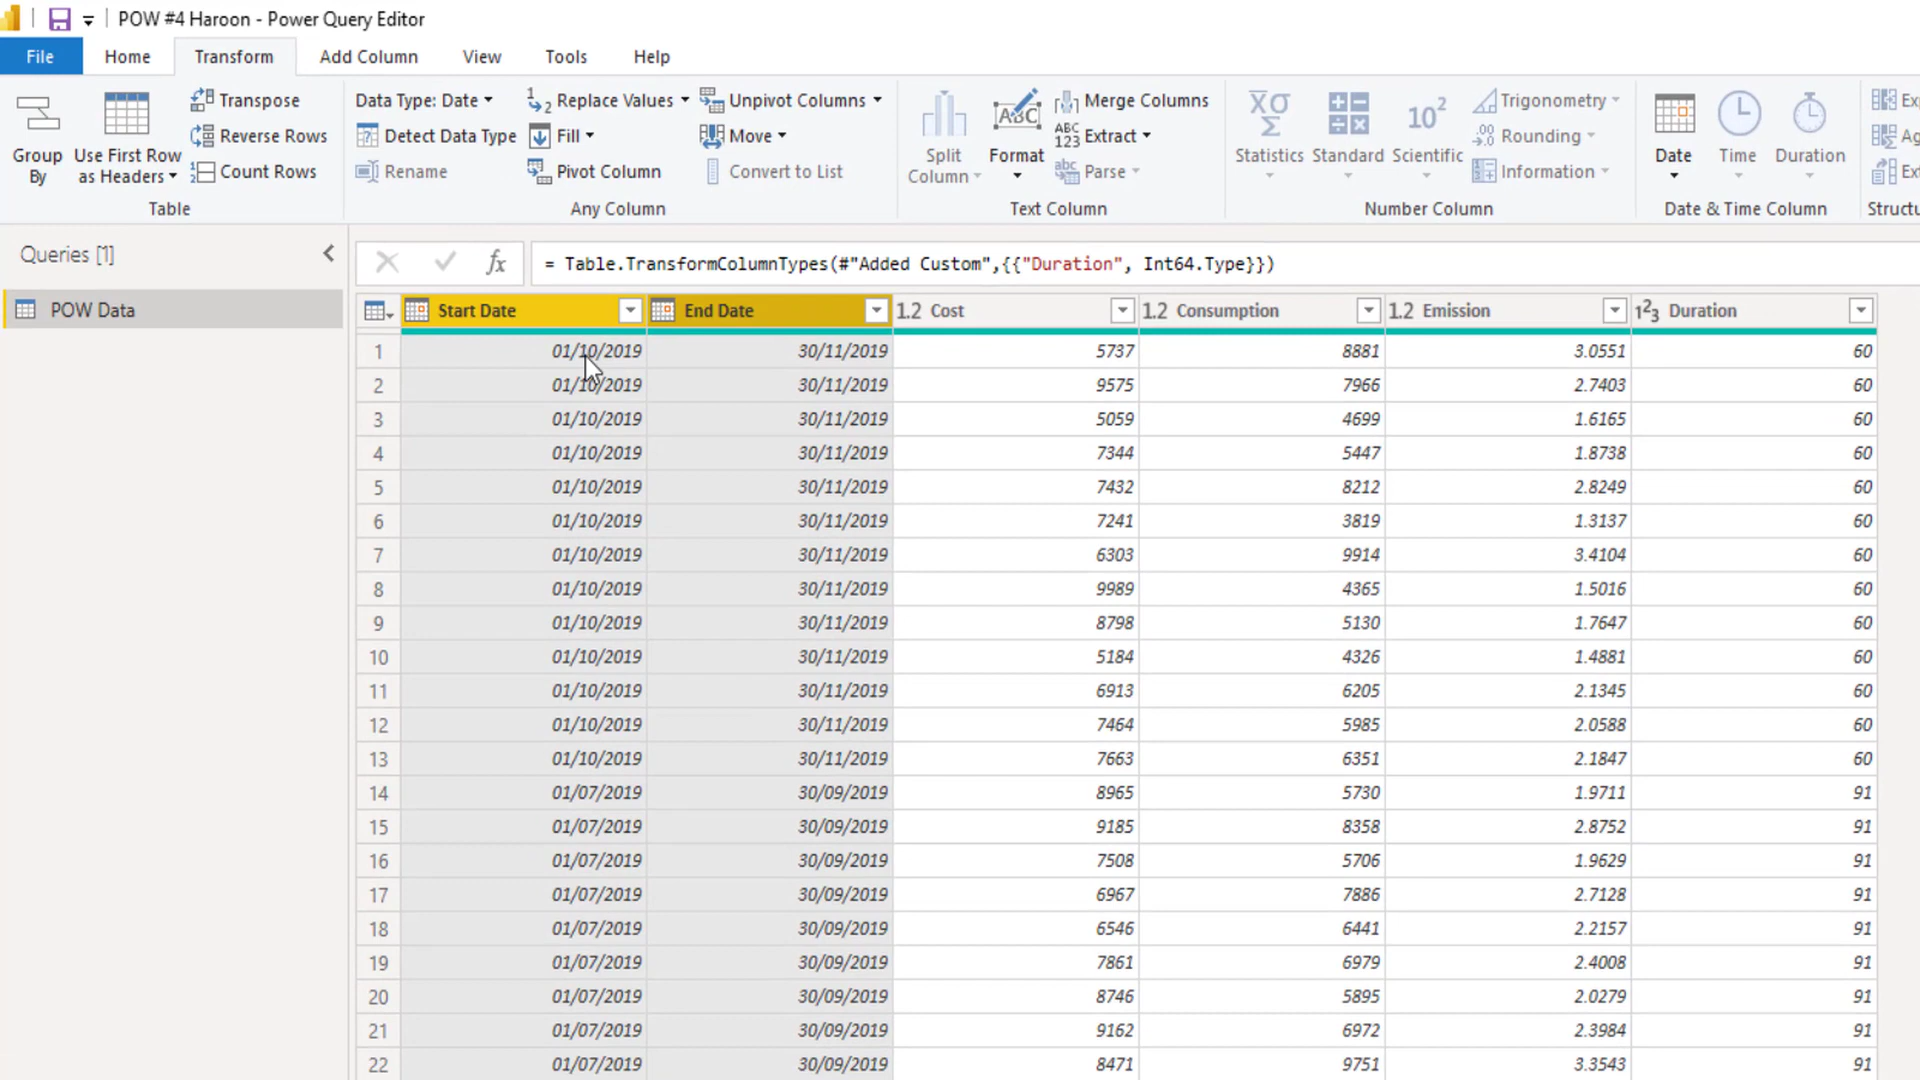 POW #4 Haroon - Power Query Editor
File Home Transform Add Column View Tools Help
Group By
Use First Row as Headers
Transpose
Reverse Rows
Count Rows
Table
Data Type: Date
Detect Data Type
Rename
Replace Values
Fill
Pivot Column
Unpivot Columns
Move
Convert to List
Any Column
Split Column
Format
Merge Columns
Extract
Parse
Text Column
Statistics
Standard
Scientific
Trigonometry
Rounding
Information
Number Column
Date
Time
Duration
Date & Time Column
Queries [1]
POW Data
fx
= Table.TransformColumnTypes(#"Added Custom",{{"Duration", Int64.Type}})
Start Date End Date 1.2 Cost 1.2 Consumption 1.2 Emission 123 Duration
1 01/10/2019 30/11/2019 5737 8881 3.0551 60
2 01/10/2019 30/11/2019 9575 7966 2.7403 60
3 01/10/2019 30/11/2019 5059 4699 1.6165 60
4 01/10/2019 30/11/2019 7344 5447 1.8738 60
5 01/10/2019 30/11/2019 7432 8212 2.8249 60
6 01/10/2019 30/11/2019 7241 3819 1.3137 60
7 01/10/2019 30/11/2019 6303 9914 3.4104 60
8 01/10/2019 30/11/2019 9989 4365 1.5016 60
9 01/10/2019 30/11/2019 8798 5130 1.7647 60
10 01/10/2019 30/11/2019 5184 4326 1.4881 60
11 01/10/2019 30/11/2019 6913 6205 2.1345 60
12 01/10/2019 30/11/2019 7464 5985 2.0588 60
13 01/10/2019 30/11/2019 7663 6351 2.1847 60
14 01/07/2019 30/09/2019 8965 5730 1.9711 91
15 01/07/2019 30/09/2019 9185 8358 2.8752 91
16 01/07/2019 30/09/2019 7508 5706 1.9629 91
17 01/07/2019 30/09/2019 6967 7886 2.7128 91
18 01/07/2019 30/09/2019 6546 6441 2.2157 91
19 01/07/2019 30/09/2019 7861 6979 2.4008 91
20 01/07/2019 30/09/2019 8746 5895 2.0279 91
21 01/07/2019 30/09/2019 9162 6972 2.3984 91
22 01/07/2019 30/09/2019 8471 9751 3.3543 91